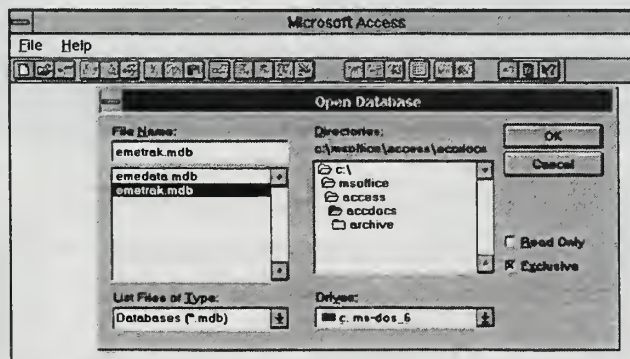 Microsoft Access
File Help
Open Database
File Name:
emetrak.mdb
emedata.mdb
emetrak.mdb
List Files of Type:
Databases (*.mdb)
Directories:
c:\msoffice\access\accdocs
c:\
msoffice
access
accdocs
archive
Drives:
c: ms-dos_6
OK
Cancel
Read Only
Exclusive